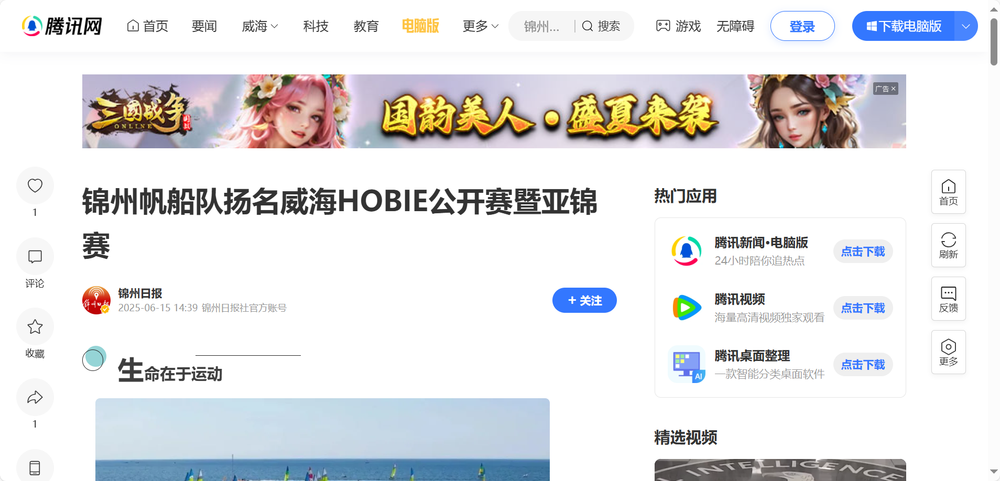 腾讯网
首页
要闻
威海
科技
教育
电脑版
更多
锦州...
搜索
游戏
无障碍
登录
下载电脑版
三國战争
ONLINE
国战
国韵美人·盛夏来袭
广告×
锦州帆船队扬名威海HOBIE公开赛暨亚锦
赛
锦州日报
2025-06-15 14:39 锦州日报社官方账号
+ 关注
生命在于运动
1
评论
收藏
1
热门应用
腾讯新闻·电脑版
24小时陪你追热点
点击下载
腾讯视频
海量高清视频独家观看
点击下载
AI
腾讯桌面整理
一款智能分类桌面软件
点击下载
精选视频
INTELLIGENCE
首页
刷新
反馈
更多